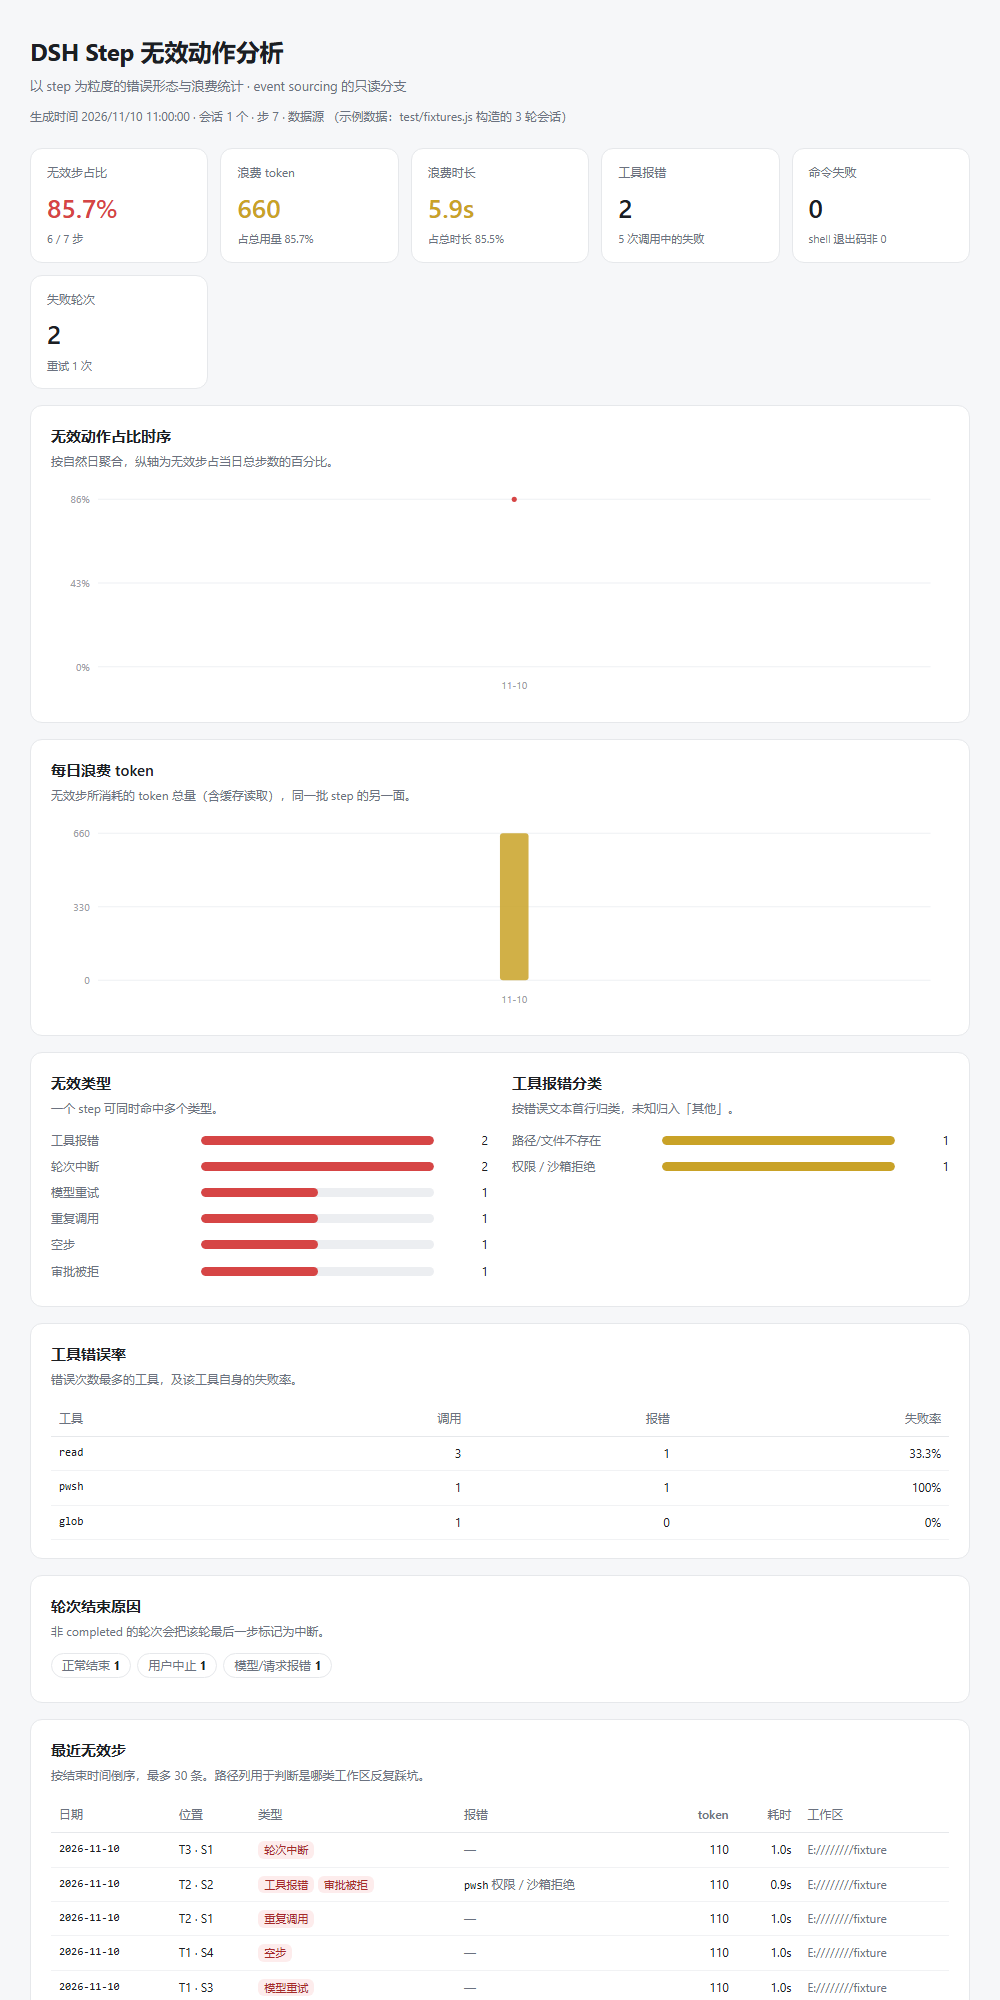 DSH Step 无效动作分析
以 step 为粒度的错误形态与浪费统计 · event sourcing 的只读分支
生成时间 2026/11/10 11:00:00 · 会话 1 个 · 步 7 · 数据源 （示例数据：test/fixtures.js 构造的 3 轮会话）
无效步占比
85.7%
6 / 7 步
浪费 token
660
占总用量 85.7%
浪费时长
5.9s
占总时长 85.5%
工具报错
2
5 次调用中的失败
命令失败
0
shell 退出码非 0
失败轮次
2
重试 1 次
无效动作占比时序
按自然日聚合，纵轴为无效步占当日总步数的百分比。
86%
43%
0%
11-10
每日浪费 token
无效步所消耗的 token 总量（含缓存读取），同一批 step 的另一面。
660
330
0
11-10
无效类型
一个 step 可同时命中多个类型。
工具报错 2
轮次中断 2
模型重试 1
重复调用 1
空步 1
审批被拒 1
工具报错分类
按错误文本首行归类，未知归入「其他」。
路径/文件不存在 1
权限 / 沙箱拒绝 1
工具错误率
错误次数最多的工具，及该工具自身的失败率。
工具 调用 报错 失败率
read 3 1 33.3%
pwsh 1 1 100%
glob 1 0 0%
轮次结束原因
非 completed 的轮次会把该轮最后一步标记为中断。
正常结束 1 用户中止 1 模型/请求报错 1
最近无效步
按结束时间倒序，最多 30 条。路径列用于判断是哪类工作区反复踩坑。
日期 位置 类型 报错 token 耗时 工作区
2026-11-10 T3 · S1 轮次中断 — 110 1.0s E:////////fixture
2026-11-10 T2 · S2 工具报错 审批被拒 pwsh 权限 / 沙箱拒绝 110 0.9s E:////////fixture
2026-11-10 T2 · S1 重复调用 — 110 1.0s E:////////fixture
2026-11-10 T1 · S4 空步 — 110 1.0s E:////////fixture
2026-11-10 T1 · S3 模型重试 — 110 1.0s E:////////fixture